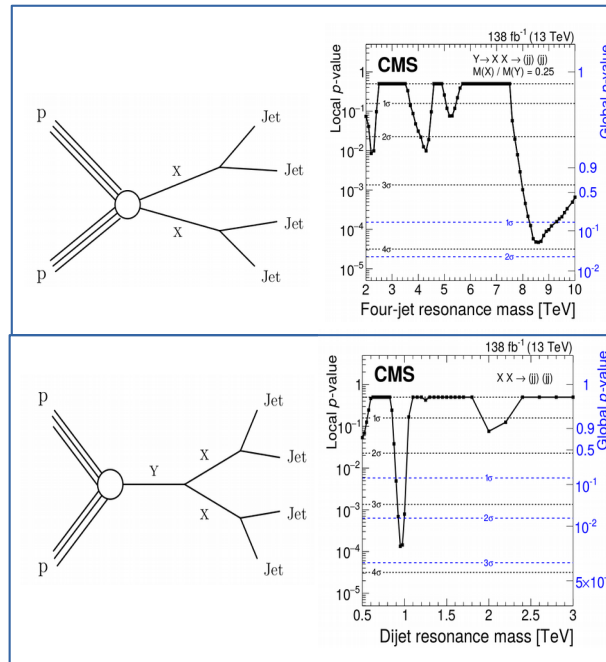 138 fb⁻¹ (13 TeV)
CMS
Y→ X X → (jj) (jj)
M(X) / M(Y) = 0.25
Local p-value
Global p-value
1
10⁻¹
10⁻²
10⁻³
10⁻⁴
10⁻⁵
1σ
2σ
3σ
1σ
4σ
2σ
1
0.9
0.5
10⁻¹
10⁻²
2 3 4 5 6 7 8 9 10
Four-jet resonance mass [TeV]
p
p
X
X
Jet
Jet
Jet
Jet
138 fb⁻¹ (13 TeV)
CMS
X X → (jj) (jj)
Local p-value
Global p-value
1
10⁻¹
10⁻²
10⁻³
10⁻⁴
10⁻⁵
2σ
1σ
3σ
2σ
3σ
4σ
1σ
1
0.9
0.5
10⁻¹
10⁻²
0.5 1 1.5 2 2.5 3
Dijet resonance mass [TeV]
p
p
Y
X
X
Jet
Jet
Jet
Jet